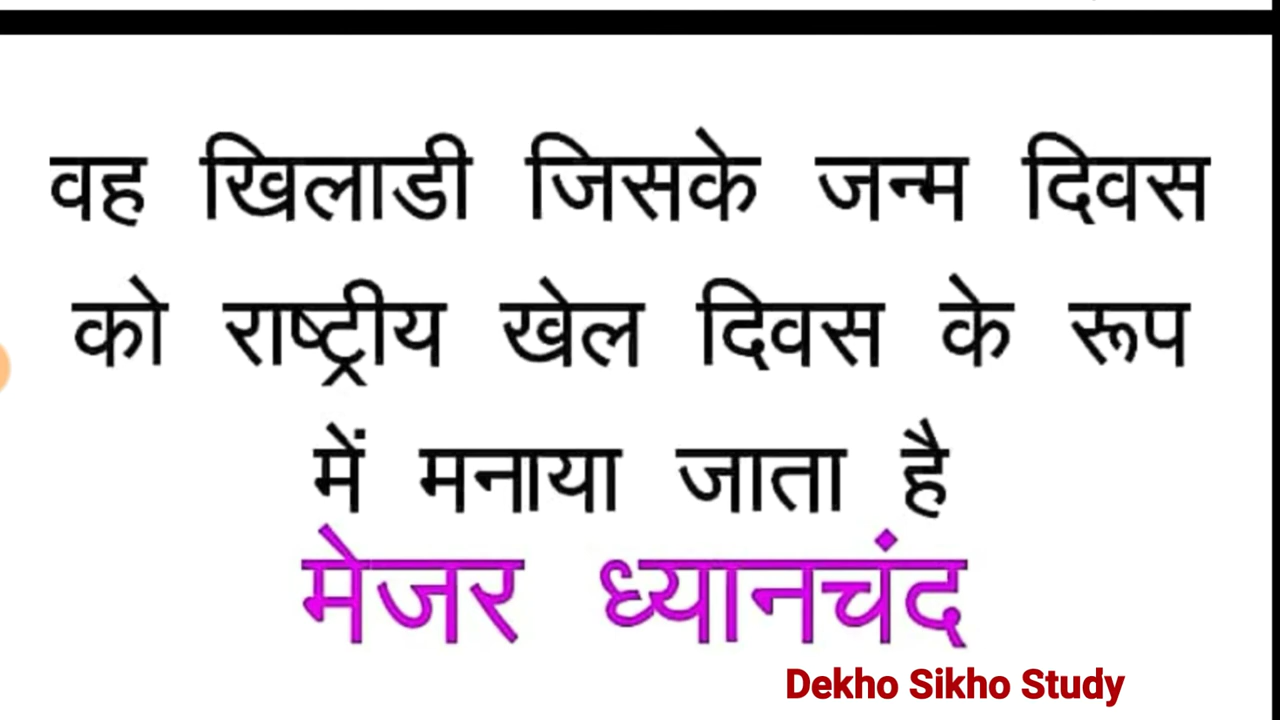 वह खिलाडी जिसके जन्म दिवस
को राष्ट्रीय खेल दिवस के रूप
में मनाया जाता है
मेजर ध्यानचंद
Dekho Sikho Study